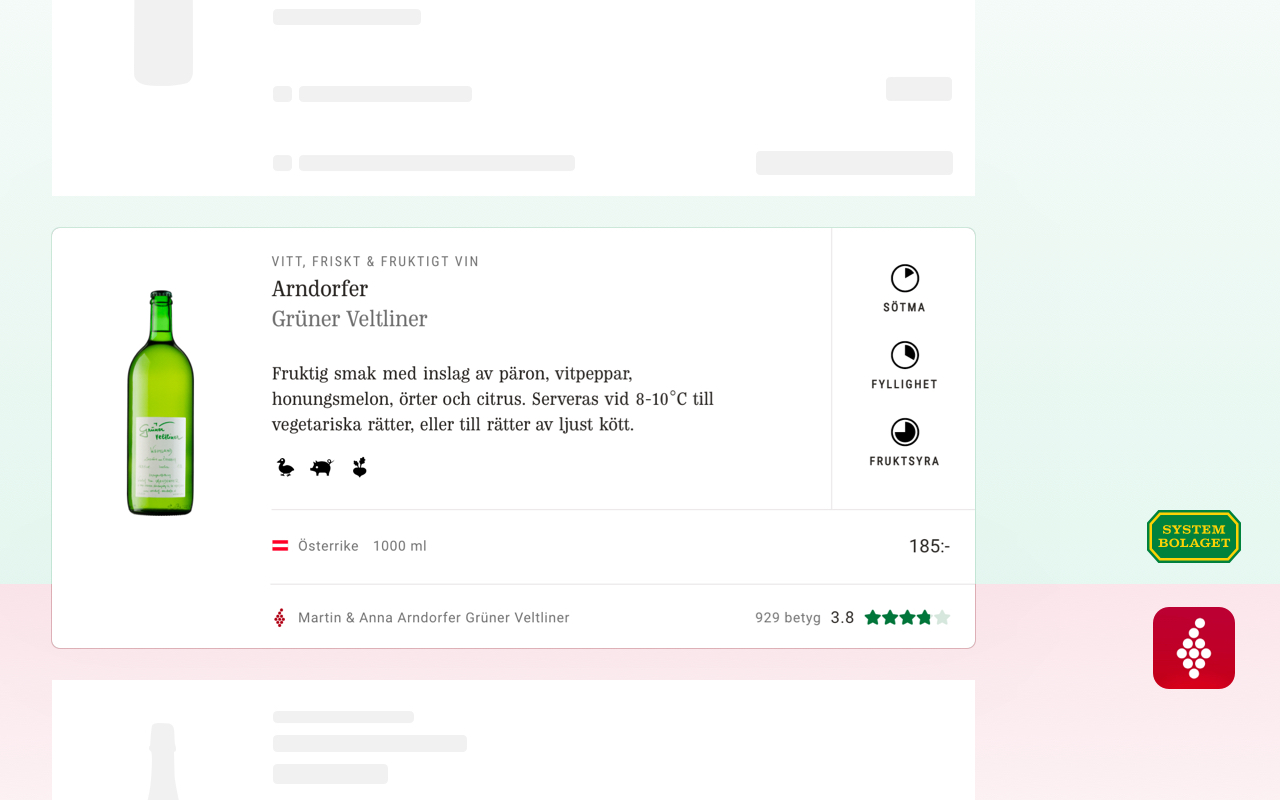 VITT, FRISKT & FRUKTIGT VIN
Arndorfer
Grüner Veltliner
Fruktig smak med inslag av päron, vitpeppar,
honungsmelon, örter och citrus. Serveras vid 8-10°C till
vegetariska rätter, eller till rätter av ljust kött.
SÖTMA
FYLLIGHET
FRUKTSYRA
Grüner
Veltliner
Österrike 1000 ml
185:-
Martin & Anna Arndorfer Grüner Veltliner
929 betyg 3.8
SYSTEM
BOLAGET